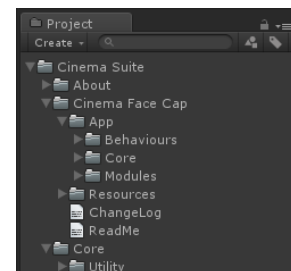 Project
Create
Cinema Suite
About
Cinema Face Cap
App
Behaviours
Core
Modules
Resources
ChangeLog
ReadMe
Core
Utility